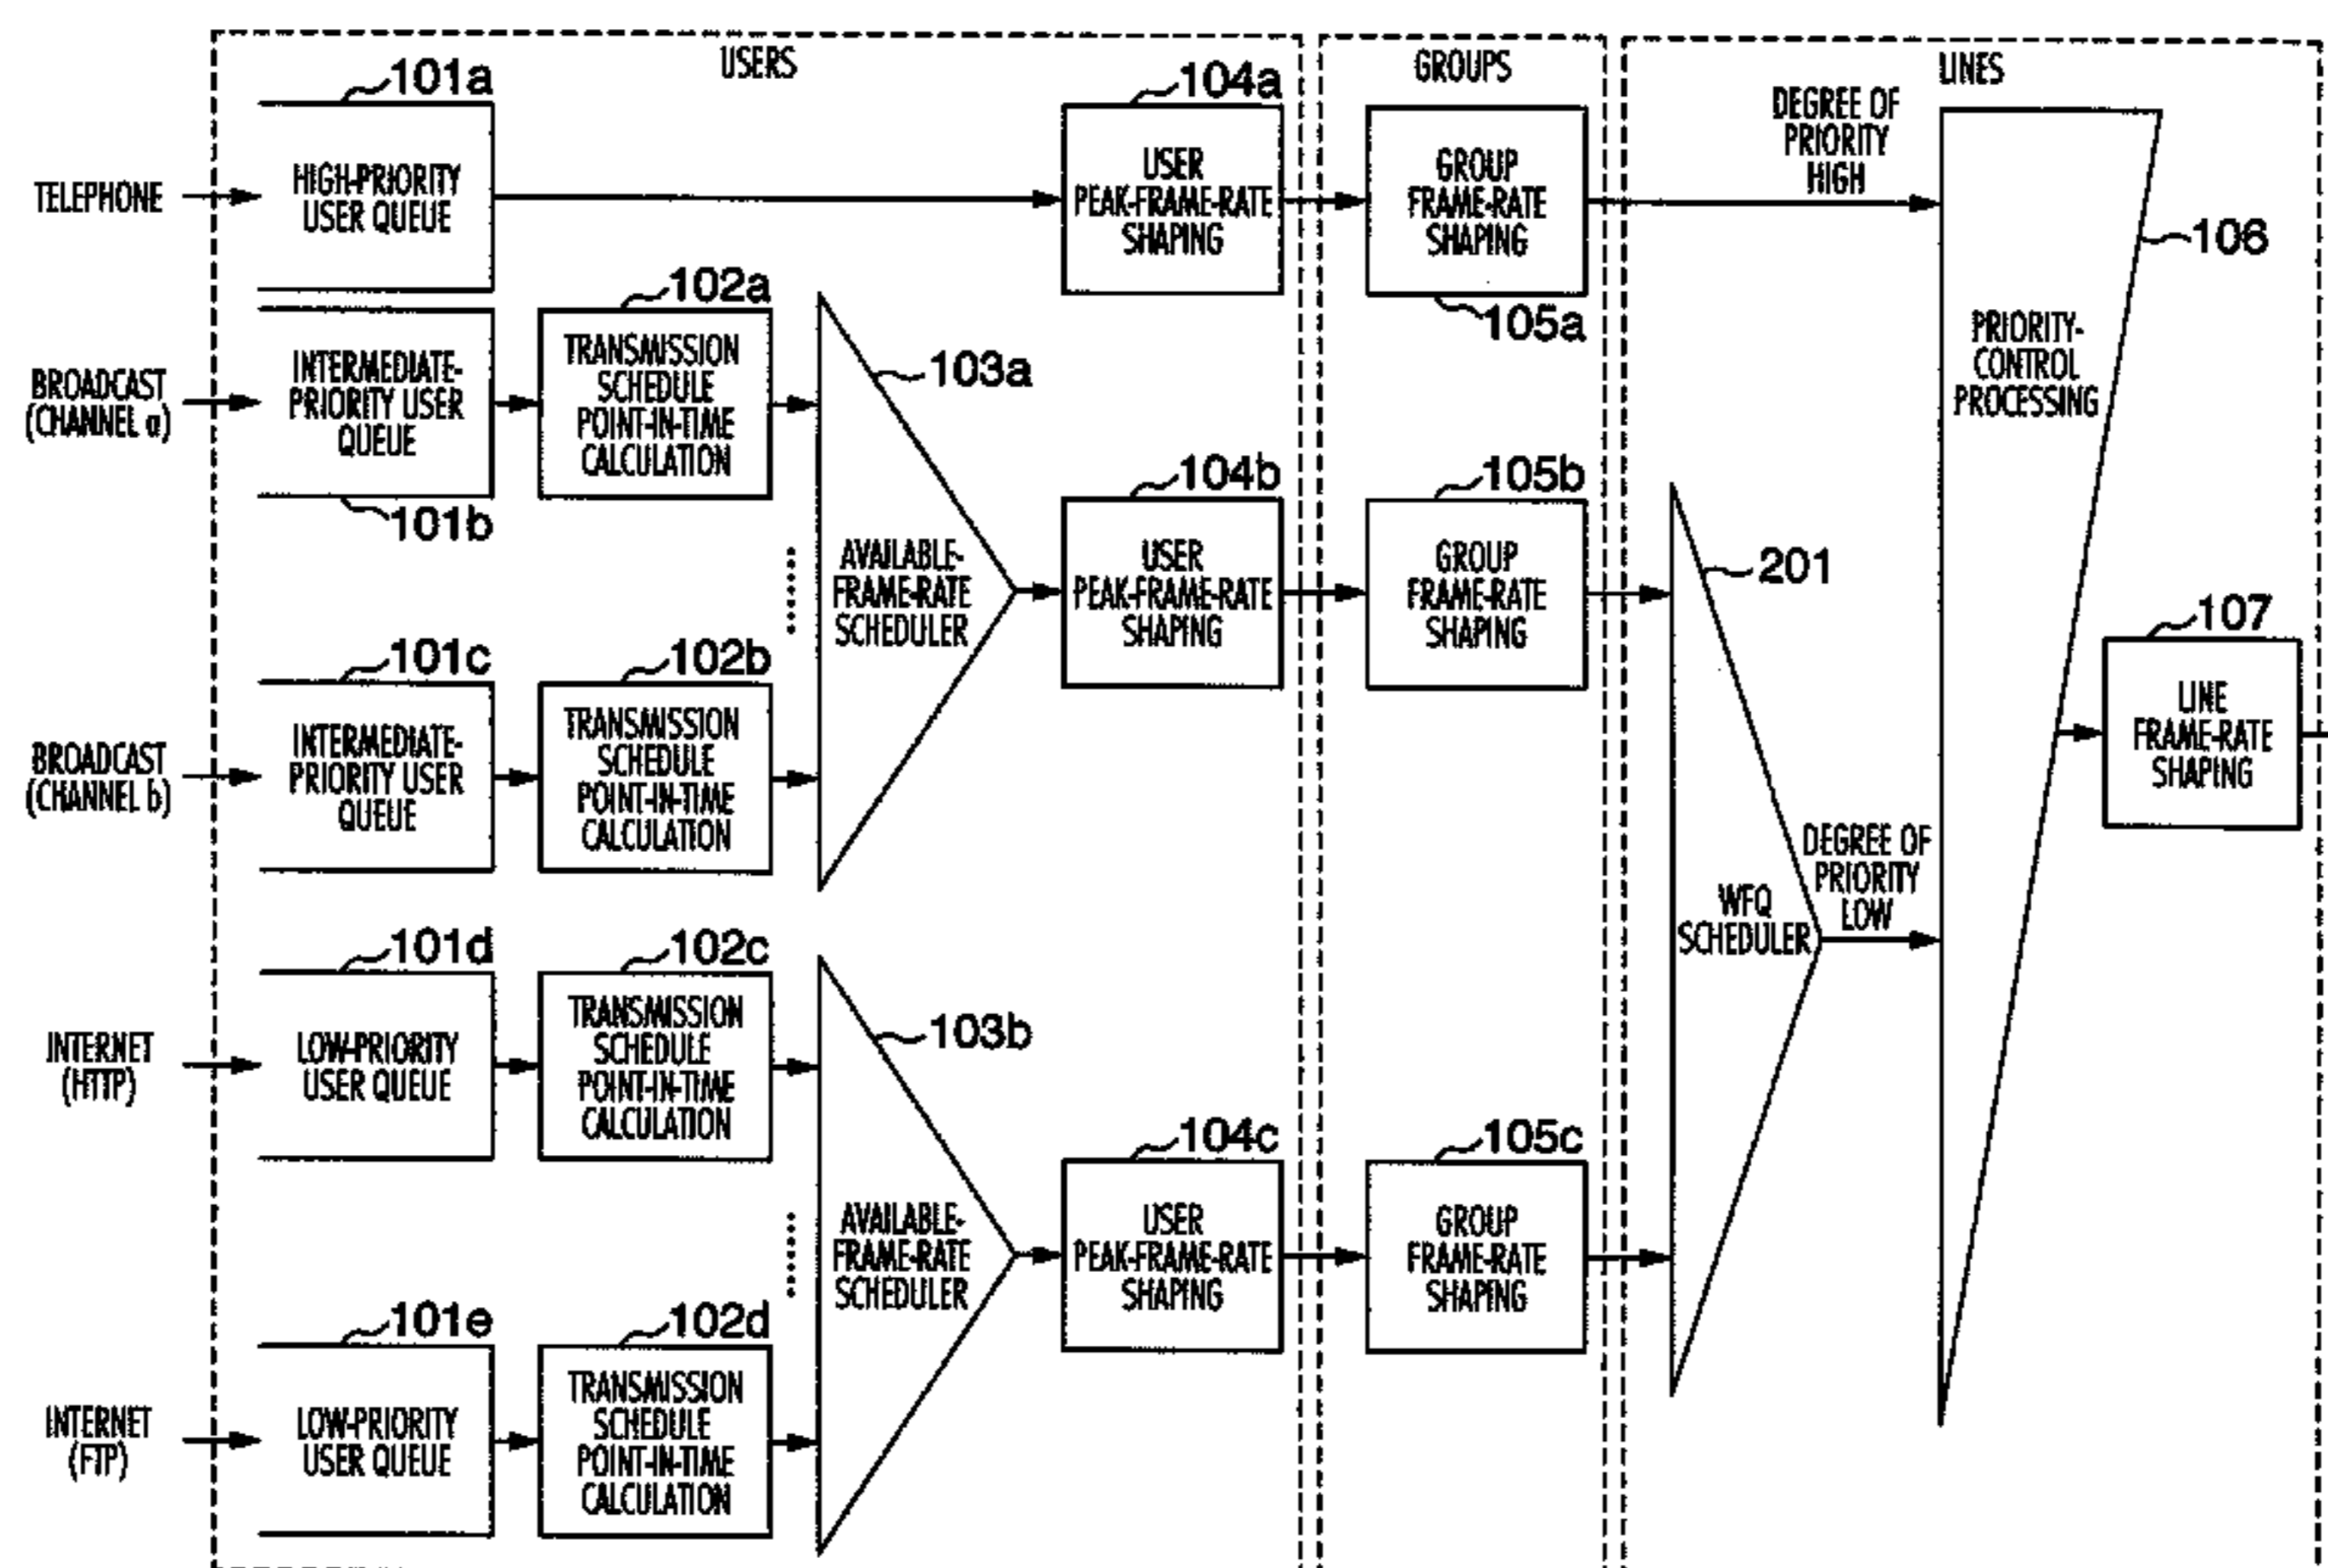 USERS
GROUPS
LINES
101a
104a
TELEPHONE
HIGH-PRIORITY
USER QUEUE
USER
PEAK-FRAME-RATE
SHAPING
GROUP
FRAME-RATE
SHAPING
105a
DEGREE OF
PRIORITY
HIGH
106
PRIORITY-
CONTROL
PROCESSING
BROADCAST
(CHANNEL a)
INTERMEDIATE-
PRIORITY USER
QUEUE
101b
102a
TRANSMISSION
SCHEDULE
POINT-IN-TIME
CALCULATION
103a
AVAILABLE-
FRAME-RATE
SCHEDULER
104b
USER
PEAK-FRAME-RATE
SHAPING
105b
GROUP
FRAME-RATE
SHAPING
201
WFQ
SCHEDULER
DEGREE OF
PRIORITY
LOW
107
LINE
FRAME-RATE
SHAPING
BROADCAST
(CHANNEL b)
101c
INTERMEDIATE-
PRIORITY USER
QUEUE
102b
TRANSMISSION
SCHEDULE
POINT-IN-TIME
CALCULATION
INTERNET
(HTTP)
101d
LOW-PRIORITY
USER QUEUE
102c
TRANSMISSION
SCHEDULE
POINT-IN-TIME
CALCULATION
103b
AVAILABLE-
FRAME-RATE
SCHEDULER
104c
USER
PEAK-FRAME-RATE
SHAPING
105c
GROUP
FRAME-RATE
SHAPING
INTERNET
(FTP)
101e
LOW-PRIORITY
USER QUEUE
102d
TRANSMISSION
SCHEDULE
POINT-IN-TIME
CALCULATION